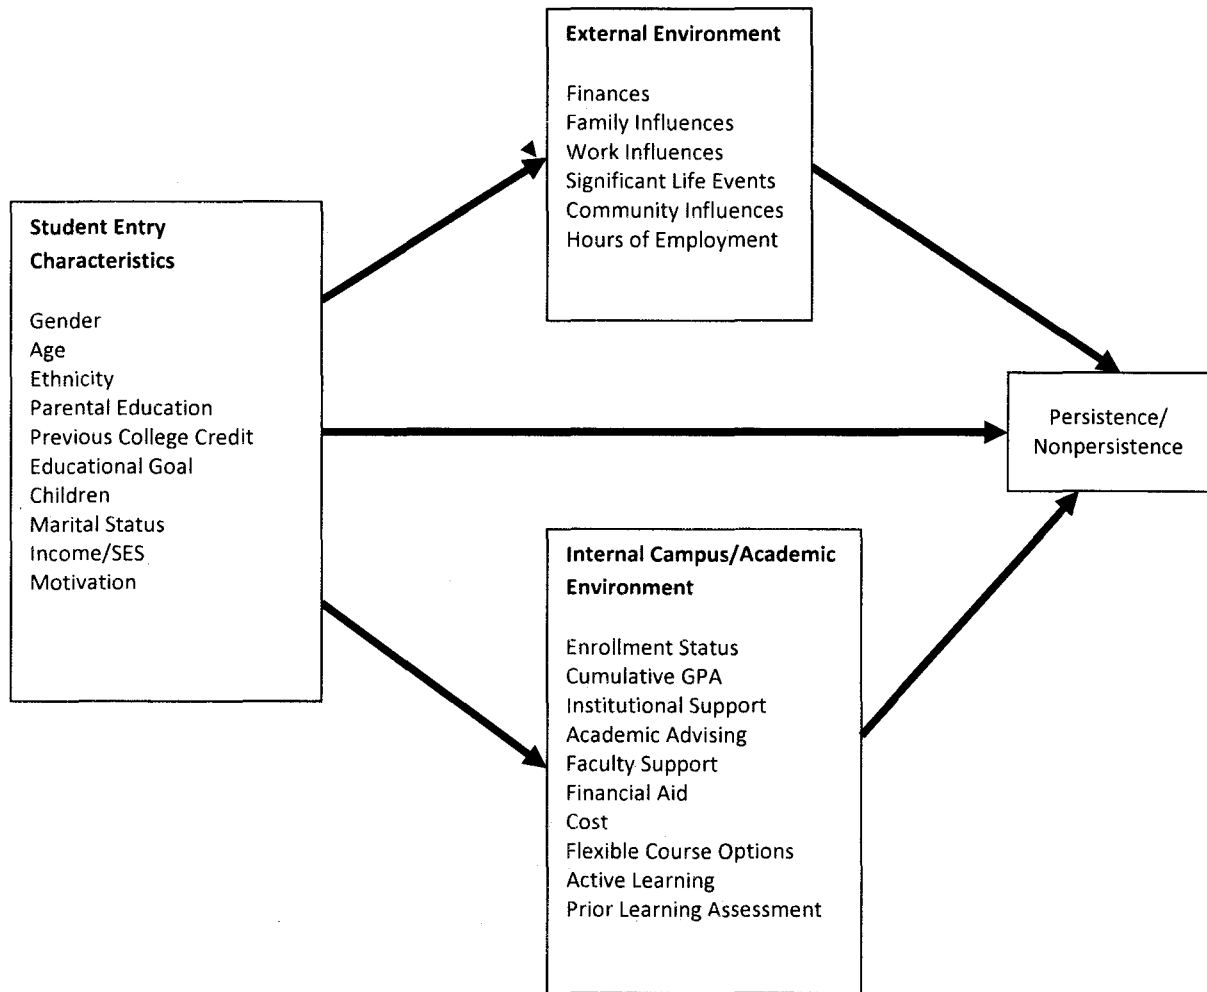 External Environment
Finances
Family Influences
Work Influences
Significant Life Events
Community Influences
Hours of Employment
Student Entry
Characteristics
Gender
Age
Ethnicity
Parental Education
Previous College Credit
Educational Goal
Children
Marital Status
Income/SES
Motivation
Persistence/
Nonpersistence
Internal Campus/Academic
Environment
Enrollment Status
Cumulative GPA
Institutional Support
Academic Advising
Faculty Support
Financial Aid
Cost
Flexible Course Options
Active Learning
Prior Learning Assessment